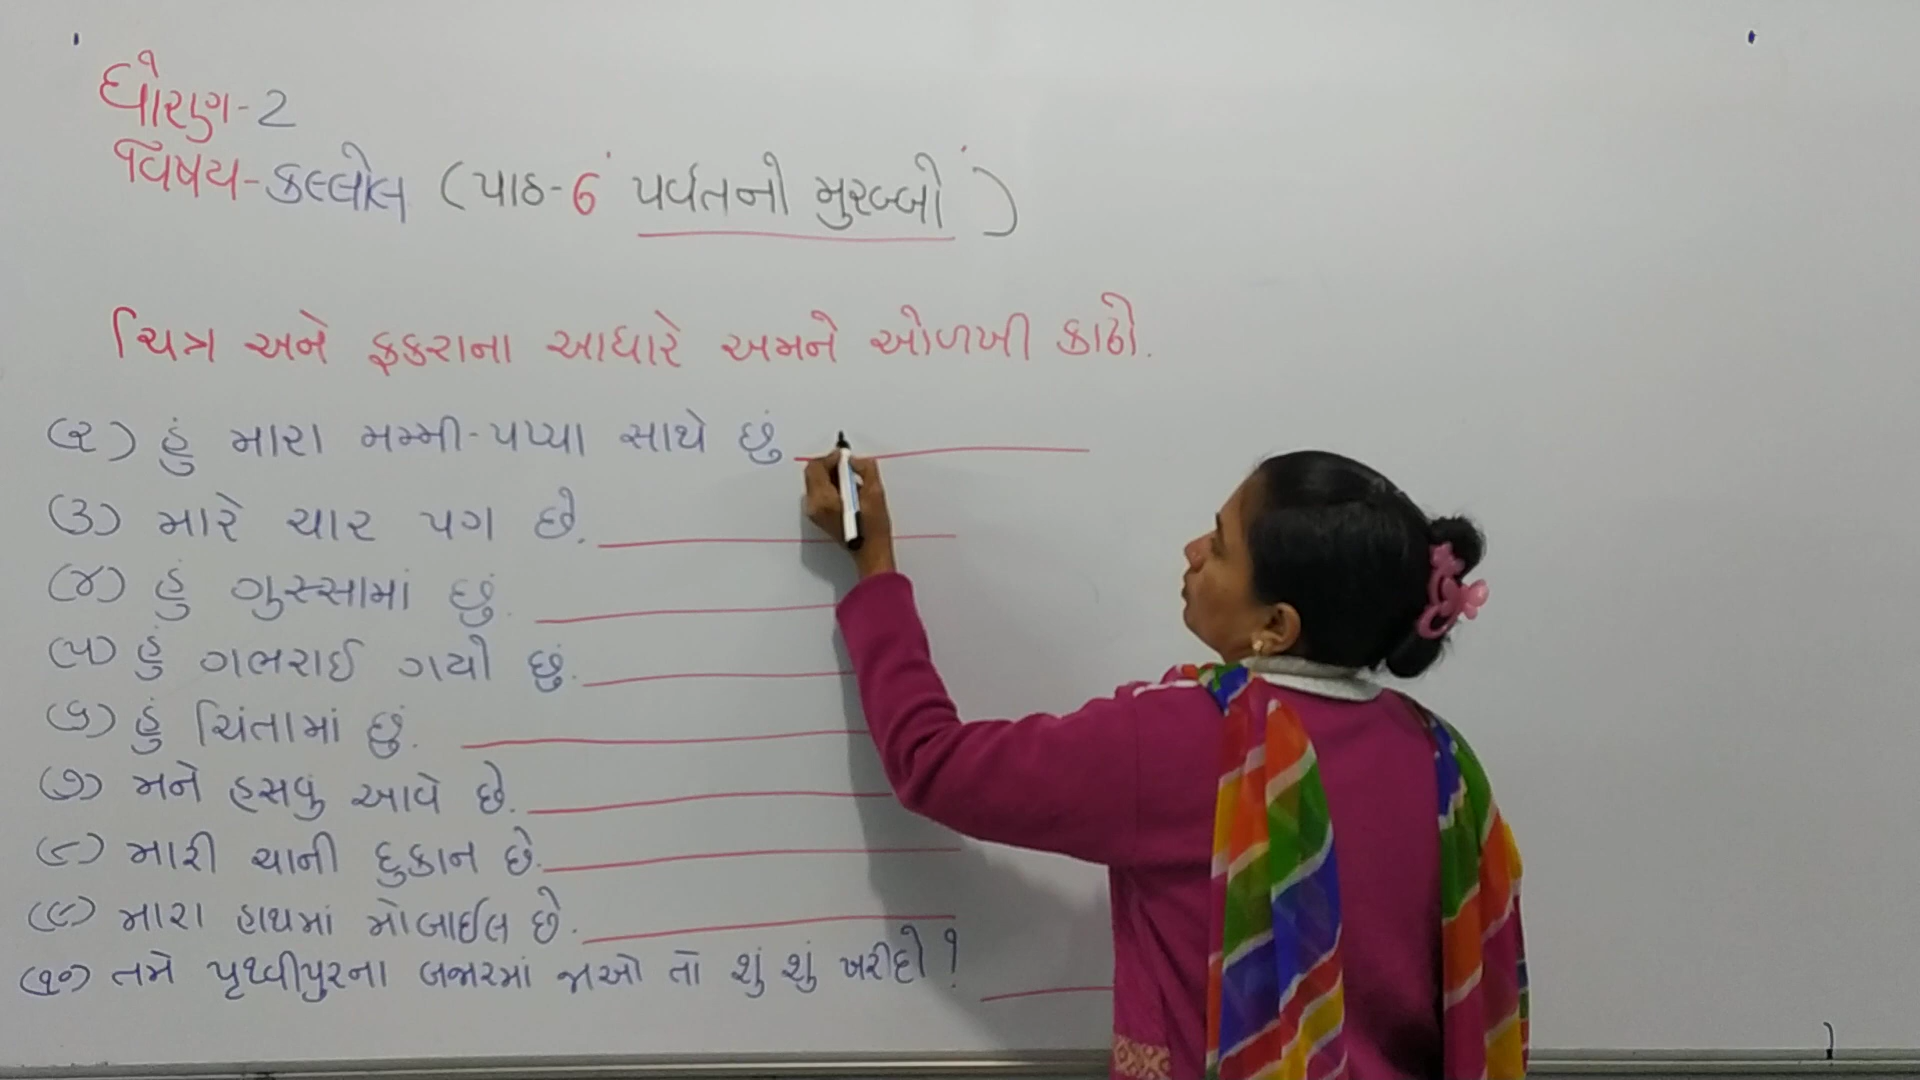 ધોરણ-2
વિષય-કલ્લોલ (પાઠ-6 પર્વતનો મુરબ્બો)
ચિત્ર અને ફકરાના આધારે અમને ઓળખી કાઢો.
(૨) હું મારા મમ્મી-પપ્પા સાથે છું
(૩) મારે ચાર પગ છે.
(૪) હું ગુસ્સામાં છું.
(૫) હું ગભરાઈ ગયો છું.
(૬) હું ચિંતામાં છું.
(૭) મને હસવું આવે છે.
(૮) મારી ચાની દુકાન છે.
(૯) મારા હાથમાં મોબાઈલ છે.
(૧૦) તમે પૃથ્વીપુરના બજારમાં જાઓ તો શું શું ખરીદો?